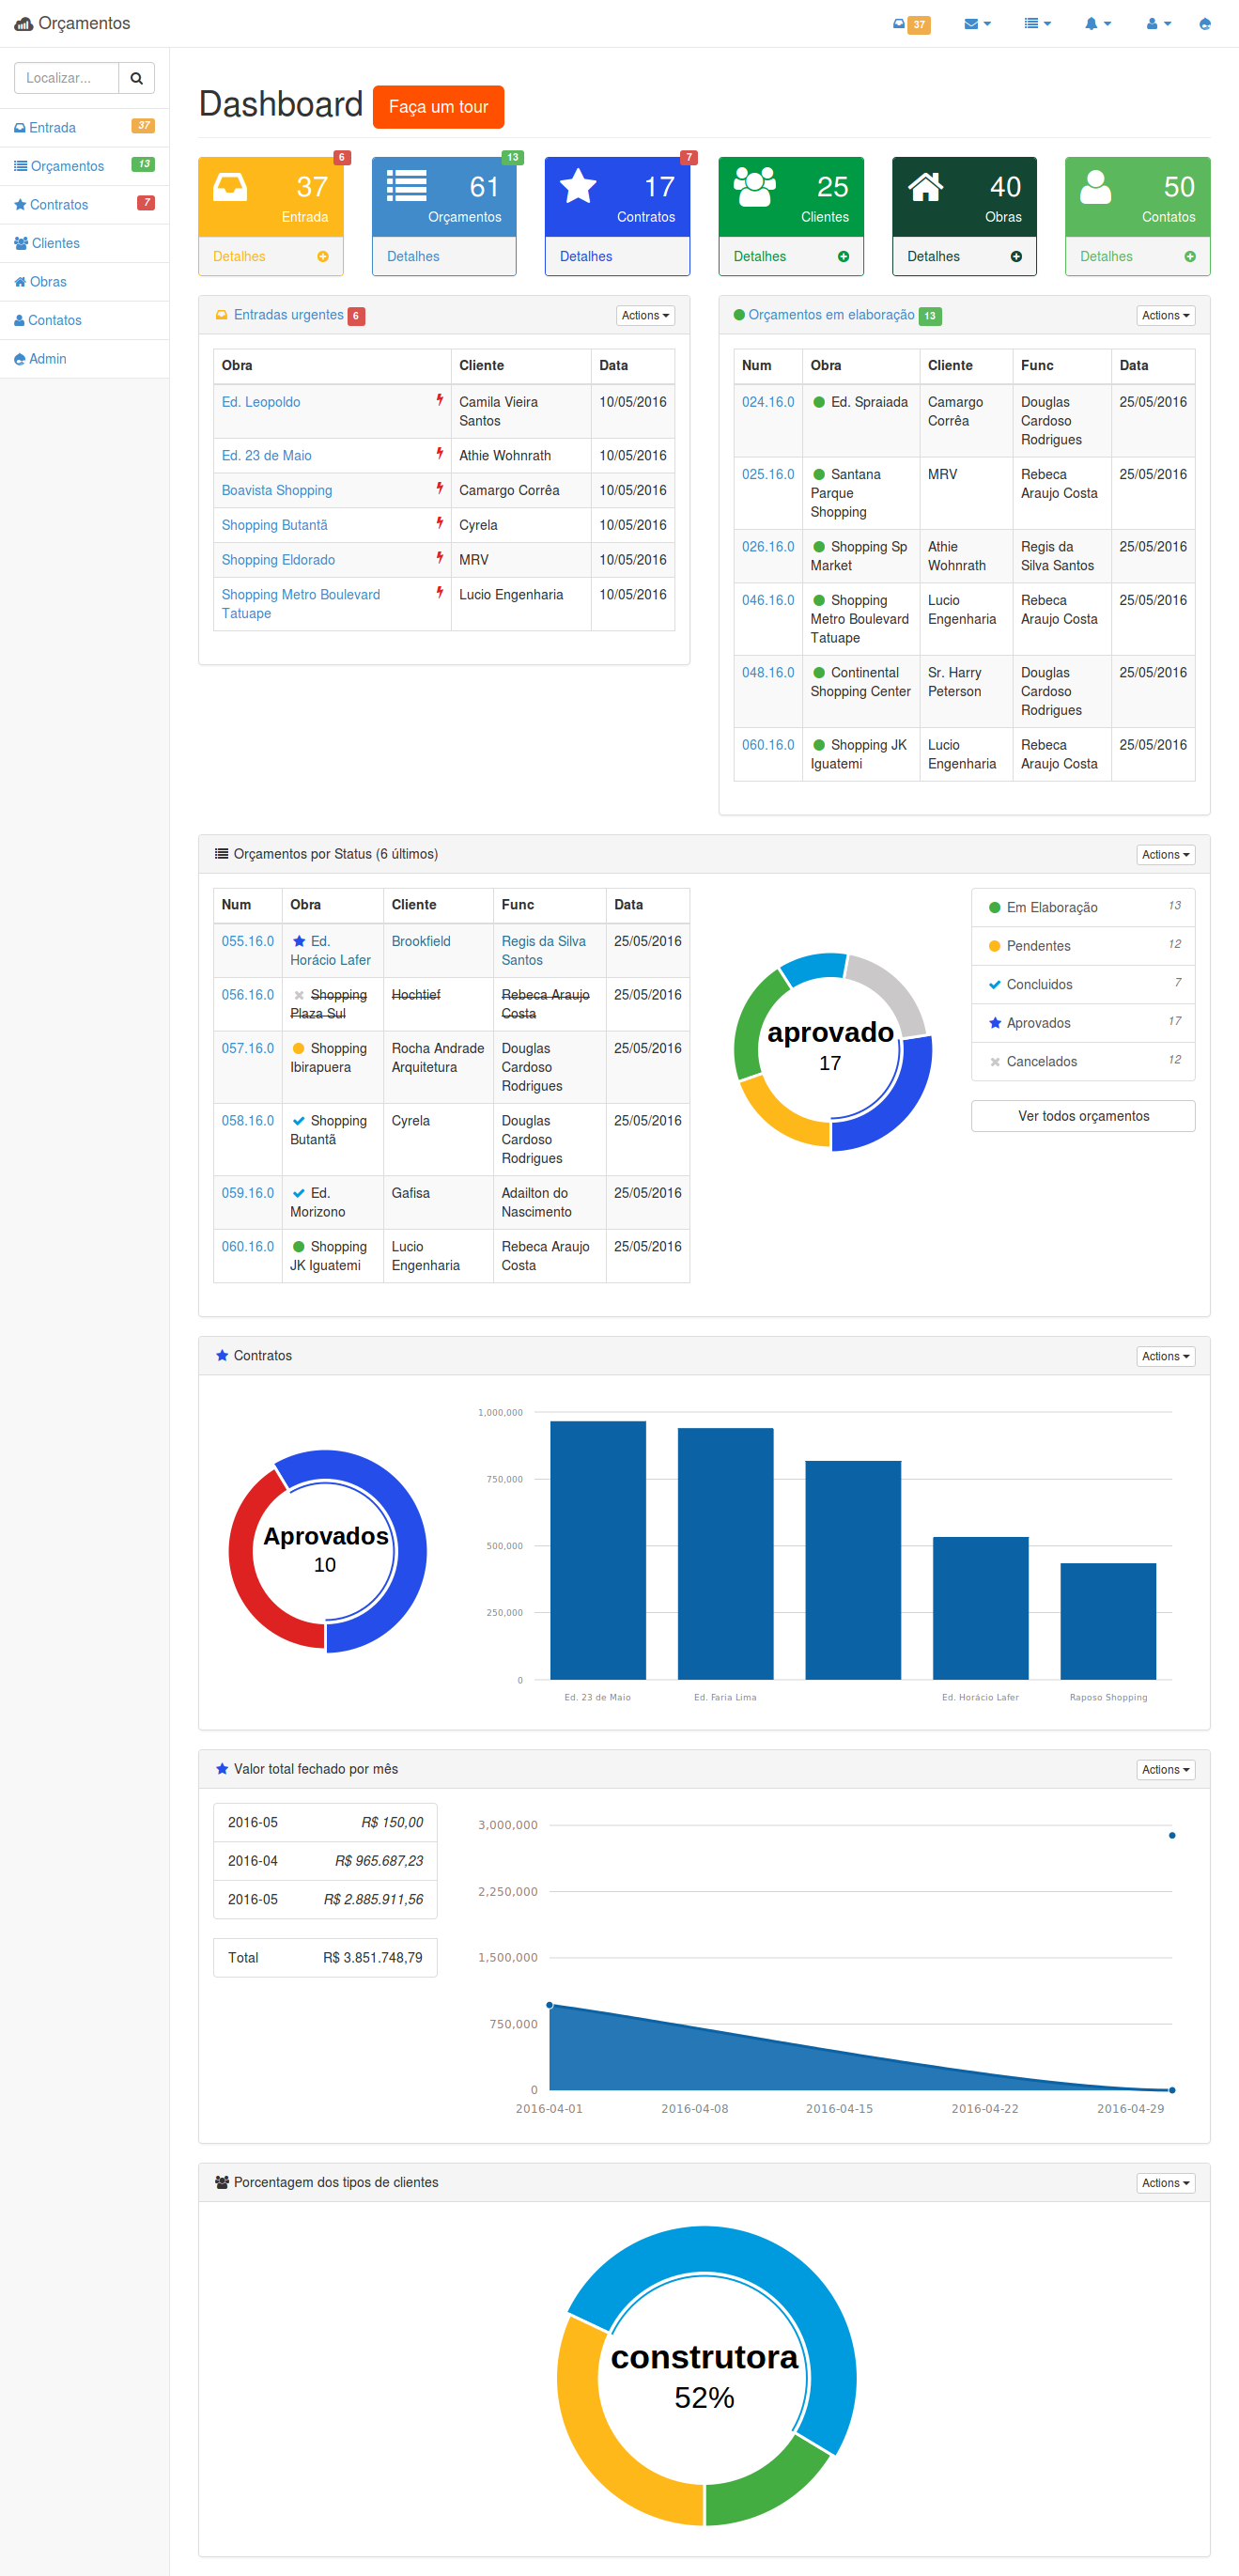 Orçamentos
37
Localizar...
Entrada 37
Orçamentos 13
Contratos 7
Clientes
Obras
Contatos
Admin
Dashboard Faça um tour
6
37
Entrada
Detalhes
13
61
Orçamentos
Detalhes
7
17
Contratos
Detalhes
25
Clientes
Detalhes
40
Obras
Detalhes
50
Contatos
Detalhes
Entradas urgentes 6 Actions
Obra Cliente Data
Ed. Leopoldo Camila Vieira 10/05/2016
Santos
Ed. 23 de Maio Athie Wohnrath 10/05/2016
Boavista Shopping Camargo Corrêa 10/05/2016
Shopping Butantã Cyrela 10/05/2016
Shopping Eldorado MRV 10/05/2016
Shopping Metro Boulevard Lucio Engenharia 10/05/2016
Tatuape
Orçamentos em elaboração 13 Actions
Num Obra Cliente Func Data
024.16.0 Ed. Spraiada Camargo Douglas 25/05/2016
Corrêa Cardoso
Rodrigues
025.16.0 Santana MRV Rebeca 25/05/2016
Parque Araujo Costa
Shopping
026.16.0 Shopping Sp Athie Regis da 25/05/2016
Market Wohnrath Silva Santos
046.16.0 Shopping Lucio Rebeca 25/05/2016
Metro Boulevard Engenharia Araujo Costa
Tatuape
048.16.0 Continental Sr. Harry Douglas 25/05/2016
Shopping Center Peterson Cardoso
Rodrigues
060.16.0 Shopping JK Lucio Rebeca 25/05/2016
Iguatemi Engenharia Araujo Costa
Orçamentos por Status (6 últimos) Actions
Num Obra Cliente Func Data
055.16.0 Ed. Brookfield Regis da Silva 25/05/2016
Horácio Lafer Santos
056.16.0 Shopping Hochtief Rebeca Araujo 25/05/2016
Plaza Sul Costa
057.16.0 Shopping Rocha Andrade Douglas 25/05/2016
Ibirapuera Arquitetura Cardoso
Rodrigues
058.16.0 Shopping Cyrela Douglas 25/05/2016
Butantã Cardoso
Rodrigues
059.16.0 Ed. Gafisa Adailton do 25/05/2016
Morizono Nascimento
060.16.0 Shopping Lucio Rebeca Araujo 25/05/2016
JK Iguatemi Engenharia Costa
aprovado
17
Em Elaboração 13
Pendentes 12
Concluidos 7
Aprovados 17
Cancelados 12
Ver todos orçamentos
Contratos Actions
Aprovados
10
1,000,000
750,000
500,000
250,000
0
Ed. 23 de Maio Ed. Faria Lima Ed. Horácio Lafer Raposo Shopping
Valor total fechado por mês Actions
2016-05 R$ 150,00
2016-04 R$ 965.687,23
2016-05 R$ 2.885.911,56
Total R$ 3.851.748,79
3,000,000
2,250,000
1,500,000
750,000
0
2016-04-01 2016-04-08 2016-04-15 2016-04-22 2016-04-29
Porcentagem dos tipos de clientes Actions
construtora
52%